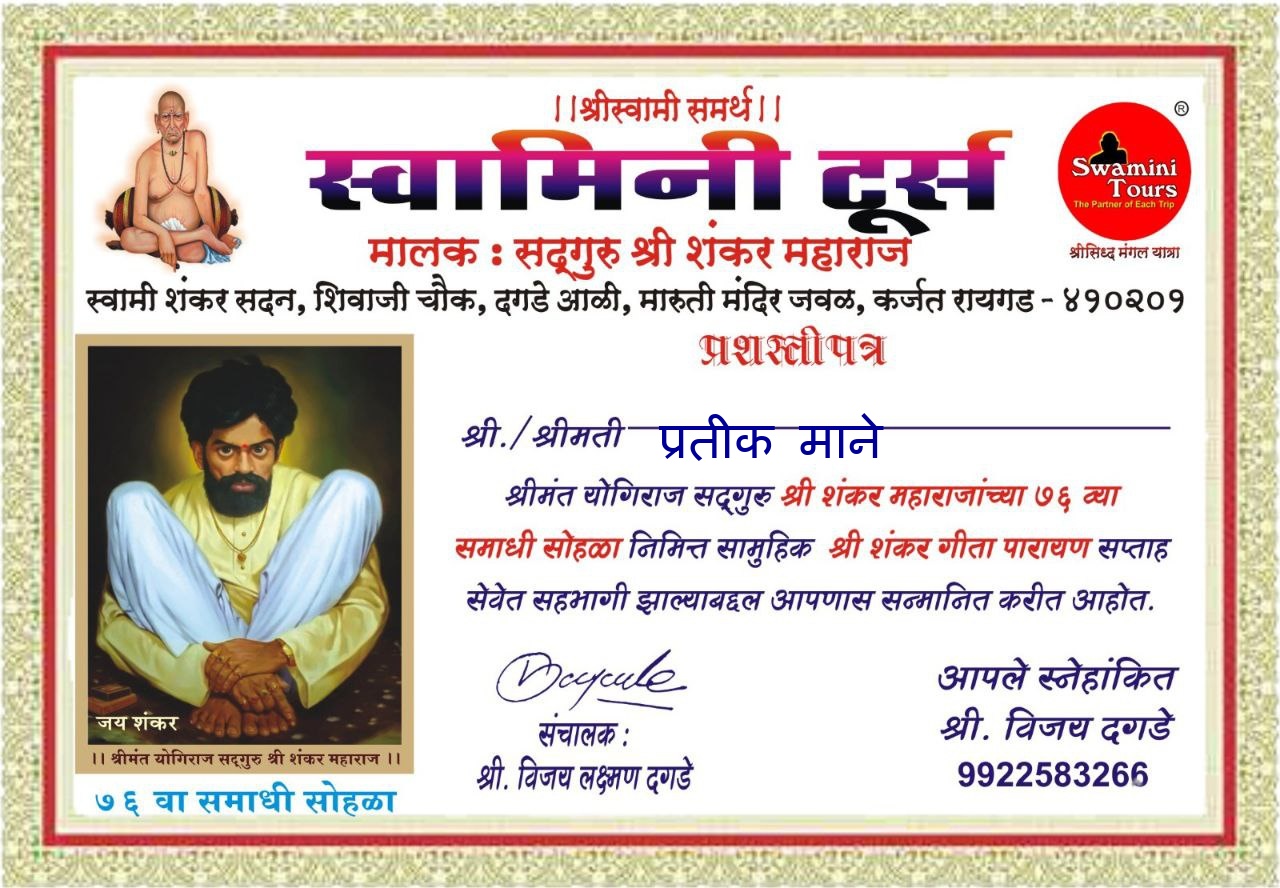 ||श्रीस्वामी समर्थ||
स्वामिनी टूर्स
®
Swamini
Tours
The Partner of Each Trip
श्रीसिध्द मंगल यात्रा
मालक : सद्‌गुरु श्री शंकर महाराज
स्वामी शंकर सदन, शिवाजी चौक, दगडे आळी, मारुती मंदिर जवळ, कर्जत रायगड - ४१०२०१
प्रशस्तीपत्र
श्री./श्रीमती प्रतीक माने
श्रीमंत योगिराज सद्‌गुरु श्री शंकर महाराजांच्या ७६ व्या
समाधी सोहळा निमित्त सामुहिक श्री शंकर गीता पारायण सप्ताह
सेवेत सहभागी झाल्याबद्दल आपणास सन्मानित करीत आहोत.
संचालक :
श्री. विजय लक्ष्मण दगडे
आपले स्नेहांकित
श्री. विजय दगडे
9922583266
जय शंकर
|| श्रीमंत योगिराज सद्‌गुरु श्री शंकर महाराज ||
७६ वा समाधी सोहळा